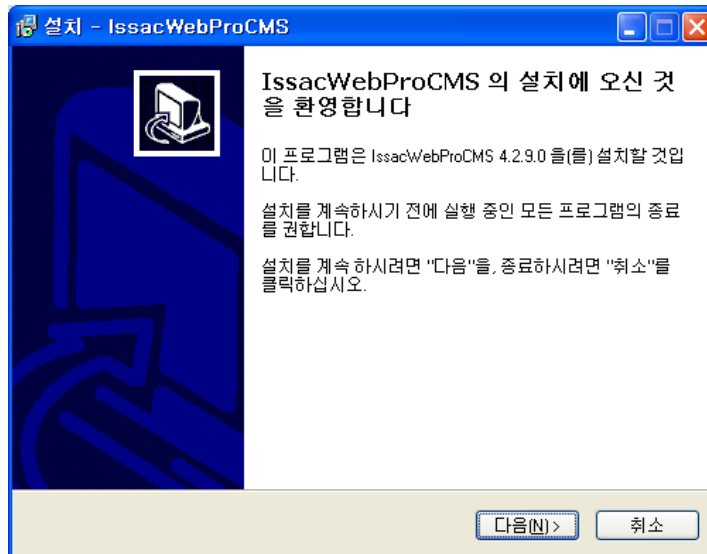 설치 - IssacWebProCMS
IssacWebProCMS 의 설치에 오신 것
을 환영합니다
이 프로그램은 IssacWebProCMS 4.2.9.0 을(를) 설치할 것입
니다.
설치를 계속하시기 전에 실행 중인 모든 프로그램의 종료
를 권합니다.
설치를 계속 하시려면 "다음"을, 종료하시려면 "취소"를
클릭하십시오.
다음(N) >
취소